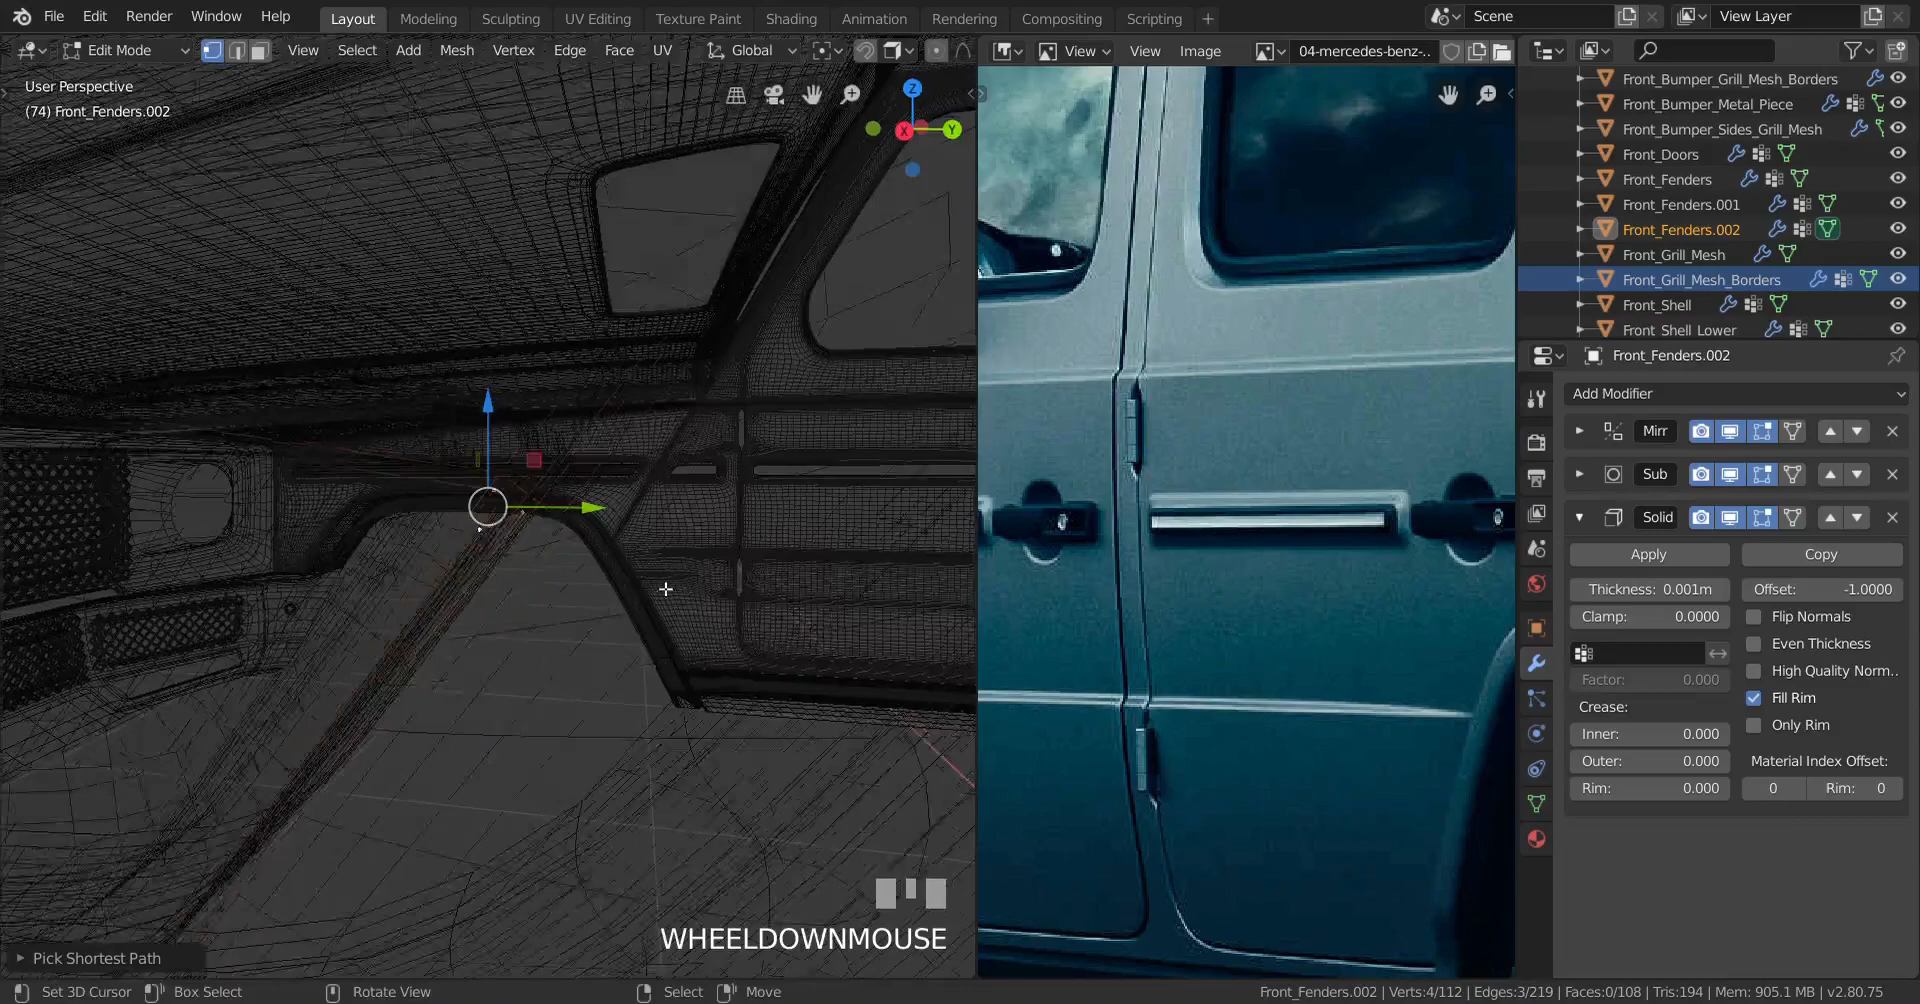 File Edit Render Window Help
Layout Modeling Sculpting UV Editing Texture Paint Shading Animation Rendering Compositing Scripting +
Scene
View Layer
Edit Mode
View Select Add Mesh Vertex Edge Face UV
Global
View
View Image
04-mercedes-benz-..
User Perspective
(74) Front_Fenders.002
Z
X
Y
Front_Bumper_Grill_Mesh_Borders
Front_Bumper_Metal_Piece
Front_Bumper_Sides_Grill_Mesh
Front_Doors
Front_Fenders
Front_Fenders.001
Front_Fenders.002
Front_Grill_Mesh
Front_Grill_Mesh_Borders
Front_Shell
Front_Shell_Lower
Front_Fenders.002
Add Modifier
Mirr
Sub
Solid
Apply Copy
Thickness: 0.001m Offset: -1.0000
Clamp: 0.0000 Flip Normals
Even Thickness
High Quality Norm..
Factor: 0.000
Fill Rim
Crease:
Only Rim
Inner: 0.000
Outer: 0.000 Material Index Offset:
Rim: 0.000 0 Rim: 0
WHEELDOWNMOUSE
Pick Shortest Path
Set 3D Cursor Box Select Rotate View Select Move
Front_Fenders.002 | Verts:4/112 | Edges:3/219 | Faces:0/108 | Tris:194 | Mem: 905.1 MB | v2.80.75